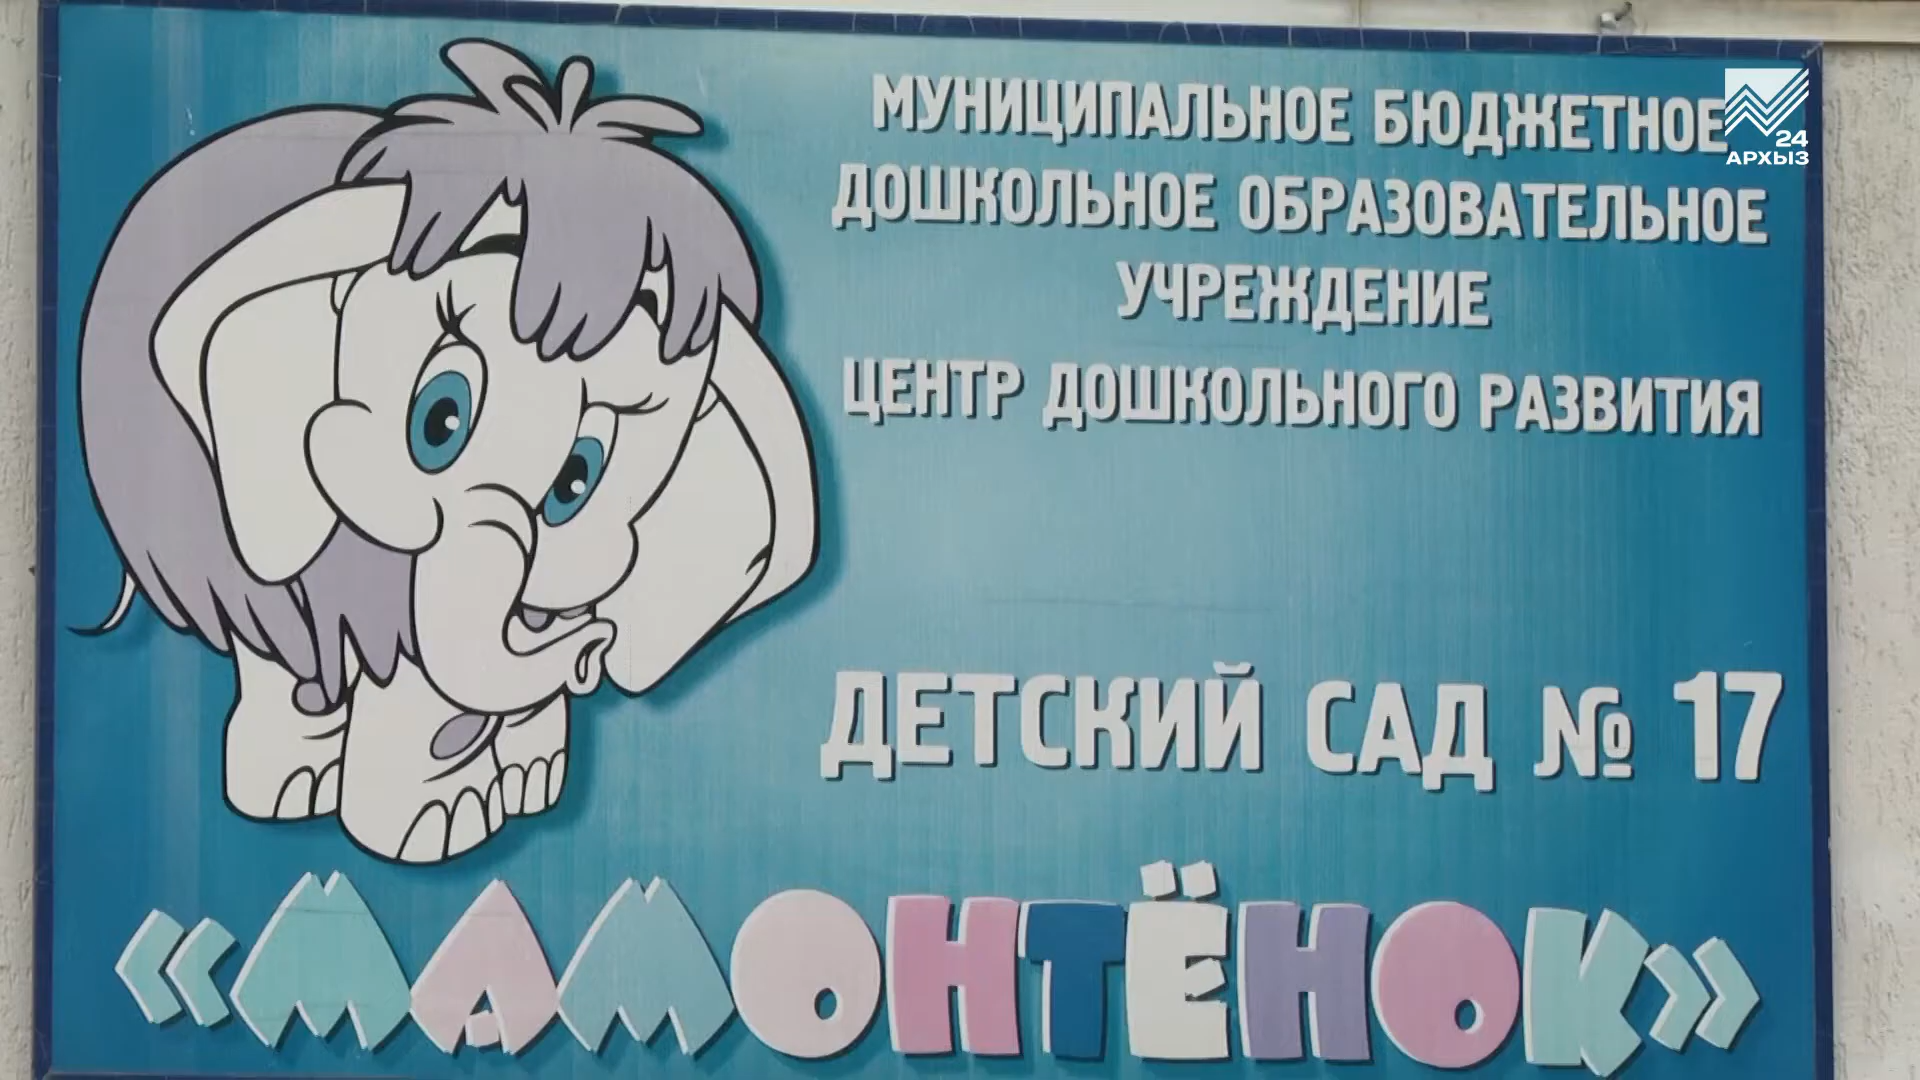 МУНИЦИПАЛЬНОЕ БЮДЖЕТНОЕ
ДОШКОЛЬНОЕ ОБРАЗОВАТЕЛЬНОЕ
УЧРЕЖДЕНИЕ
ЦЕНТР ДОШКОЛЬНОГО РАЗВИТИЯ
ДЕТСКИЙ САД № 17
«МАМОНТЁНОК»
24
АРХЫЗ